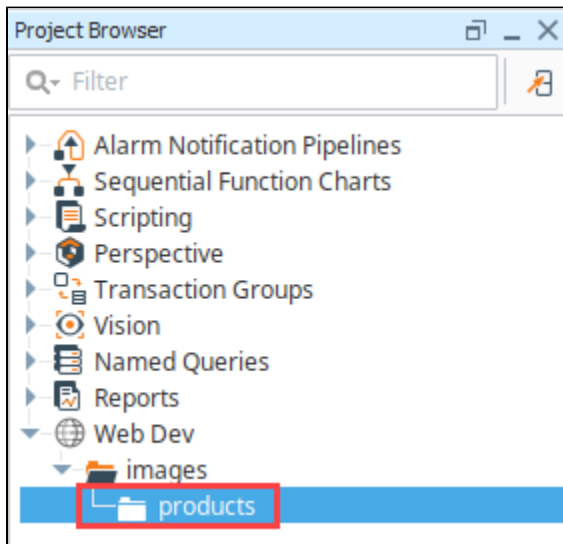 Project Browser
Filter
Alarm Notification Pipelines
Sequential Function Charts
Scripting
Perspective
Transaction Groups
Vision
Named Queries
Reports
Web Dev
images
products